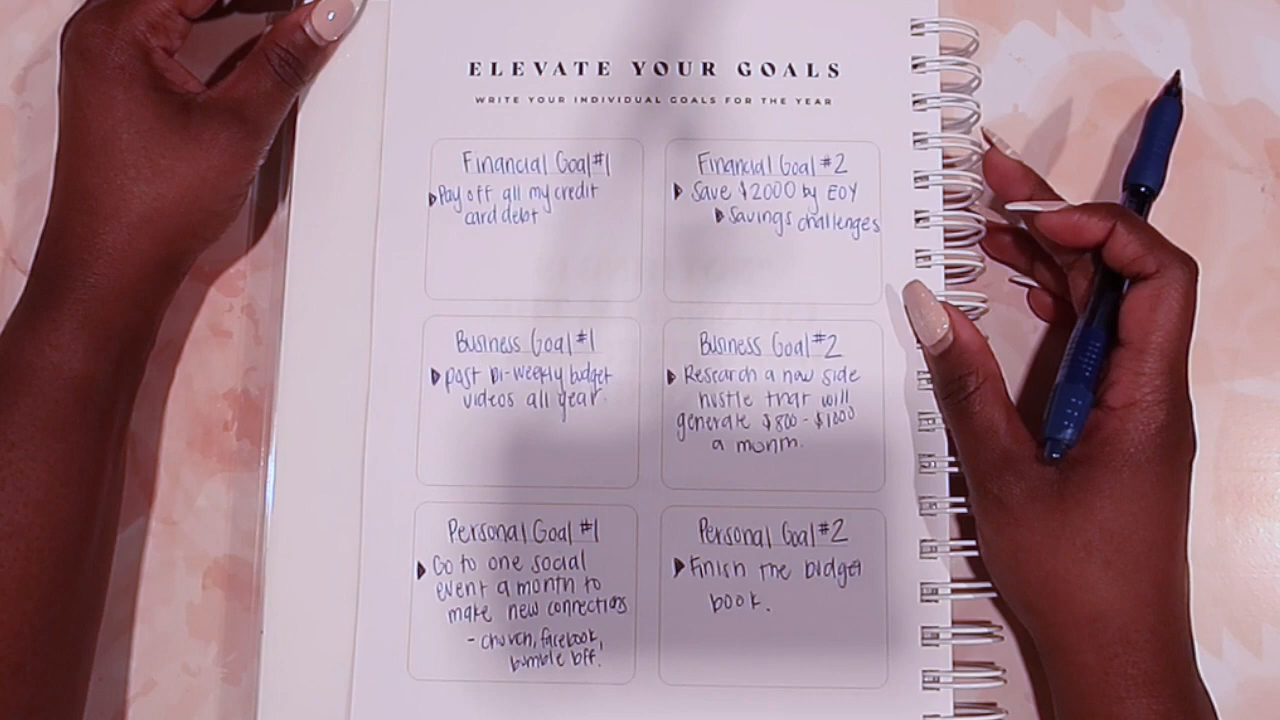 ELEVATE YOUR GOALS
WRITE YOUR INDIVIDUAL GOALS FOR THE YEAR
Financial Goal #1
Pay off all my credit
card debt
Financial Goal #2
Save $2000 by EOY
Savings challenges
Business Goal #1
post bi-weekly budget
videos all year.
Business Goal #2
Research a new side
hustle that will
generate $800 - $1000
a month.
Personal Goal #1
Go to one social
event a month to
make new connections
- church, facebook,
bumble bff!
Personal Goal #2
Finish the budget
book.